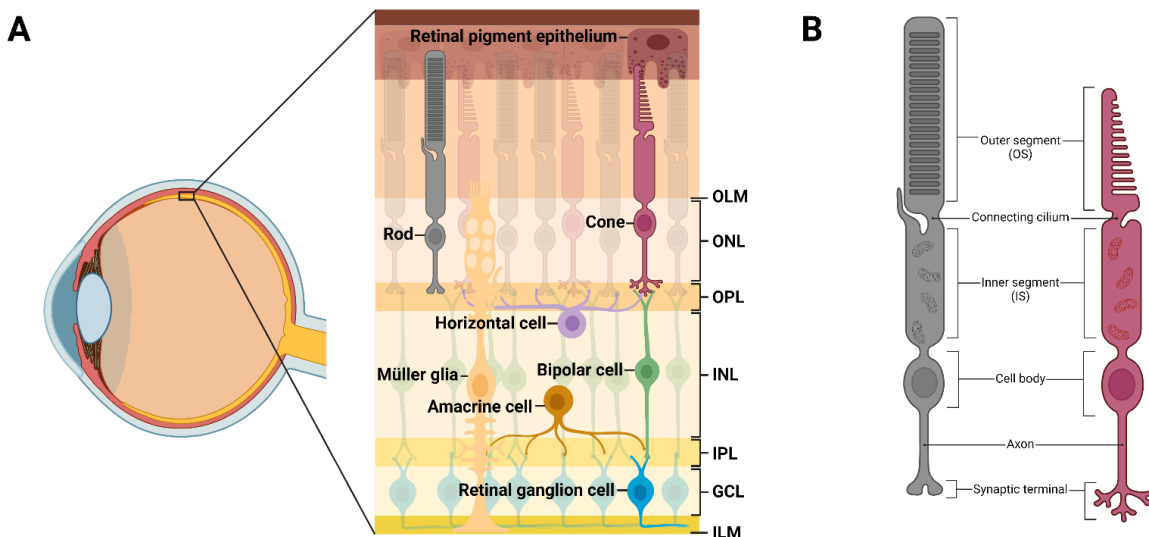 A
B
Retinal pigment epithelium
Rod
Cone
OLM
ONL
OPL
Horizontal cell
Müller glia
Bipolar cell
INL
Amacrine cell
IPL
Retinal ganglion cell
GCL
ILM
Outer segment
(OS)
Connecting cilium
Inner segment
(IS)
Cell body
Axon
Synaptic terminal